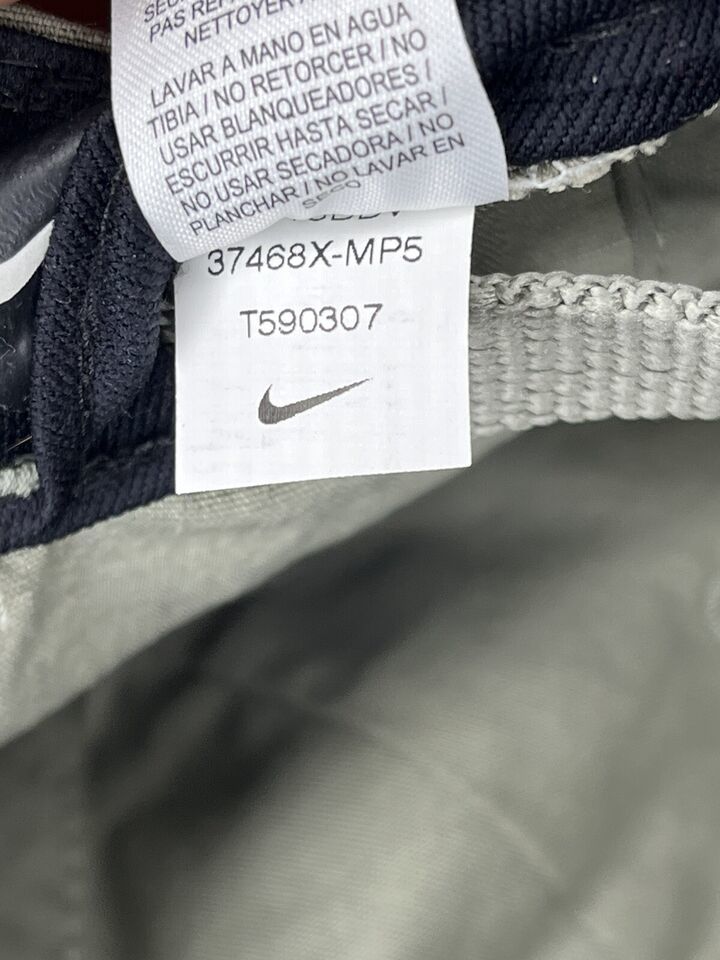 PAS
NETTOYER
LAVAR A MANO EN AGUA
TIBIA / NO RETORCER / NO
USAR BLANQUEADORES /
ESCURRIR HASTA SECAR /
NO USAR SECADORA / NO
PLANCHAR / NO LAVAR EN
SECO
37468X-MP5
T590307